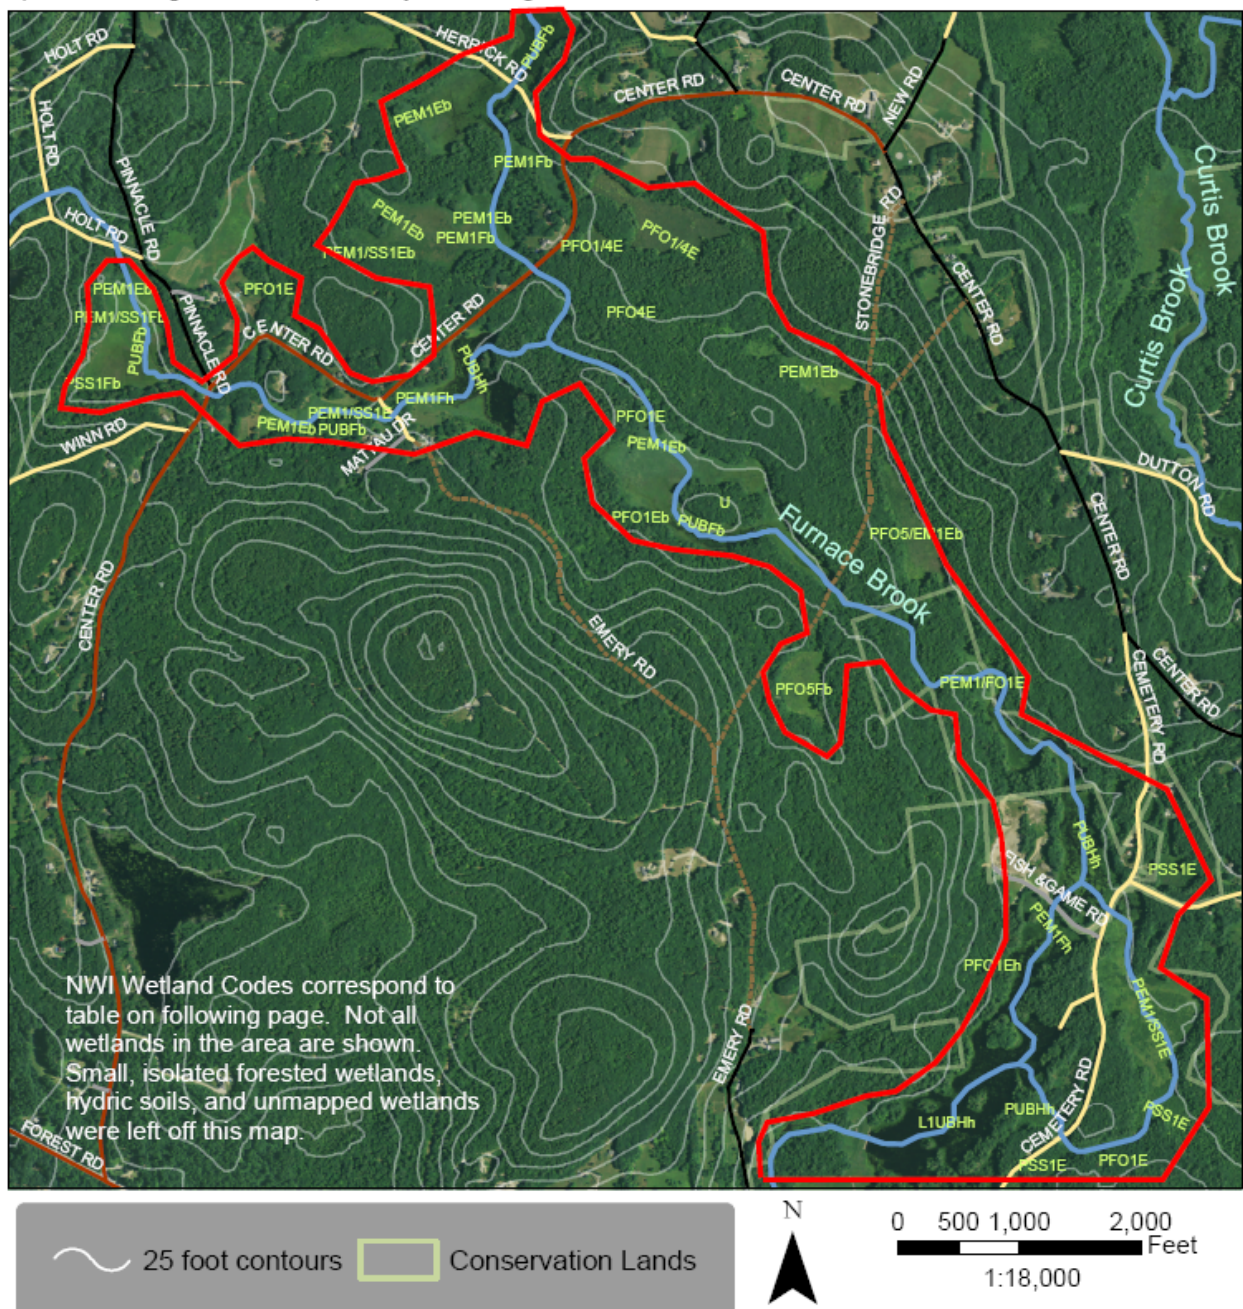 HOLT RD
HERRICK RD
PUBFb
CENTER RD
CENTER RD
NEW RD
HOLT RD
PEM1Eb
PINNACLE RD
PEM1Fb
Curtis Brook
Curtis Brook
HOLT RD
PEM1Eb
PEM1Eb
PEM1Fb
PEM1/SS1Eb
PFO1/4E
PFO1/4E
STONEBRIDGE RD
CENTER RD
PEM1Eb
PFO1E
PEM1/SS1Fb
PUBFb
PINNACLE RD
CENTER RD
CENTER RD
PFO4E
PUBHh
PEM1Eb
SS1Fb
PEM1Fh
PEM1/SS1E
PEM1Eb
PUBFb
WINN RD
MATTAJ DR
PFO1E
PEM1Eb
DUTTON RD
U
PFO1Eb
PUBFb
Furnace Brook
PFO5/EM1Eb
CENTER RD
CENTER RD
EMERY RD
PFO5Fb
PEM1/FO1E
CEMETERY RD
CENTER RD
PUBHh
PSS1E
FISH &GAME RD
PEM1Fh
PFO1Eh
PEM1/SS1E
NWI Wetland Codes correspond to
table on following page. Not all
wetlands in the area are shown.
Small, isolated forested wetlands,
hydric soils, and unmapped wetlands
were left off this map.
EMERY RD
FOREST RD
L1UBHh
PUBHh
CEMETERY RD
PSS1E
PSS1E
PFO1E
25 foot contours
Conservation Lands
N
0 500 1,000 2,000
Feet
1:18,000